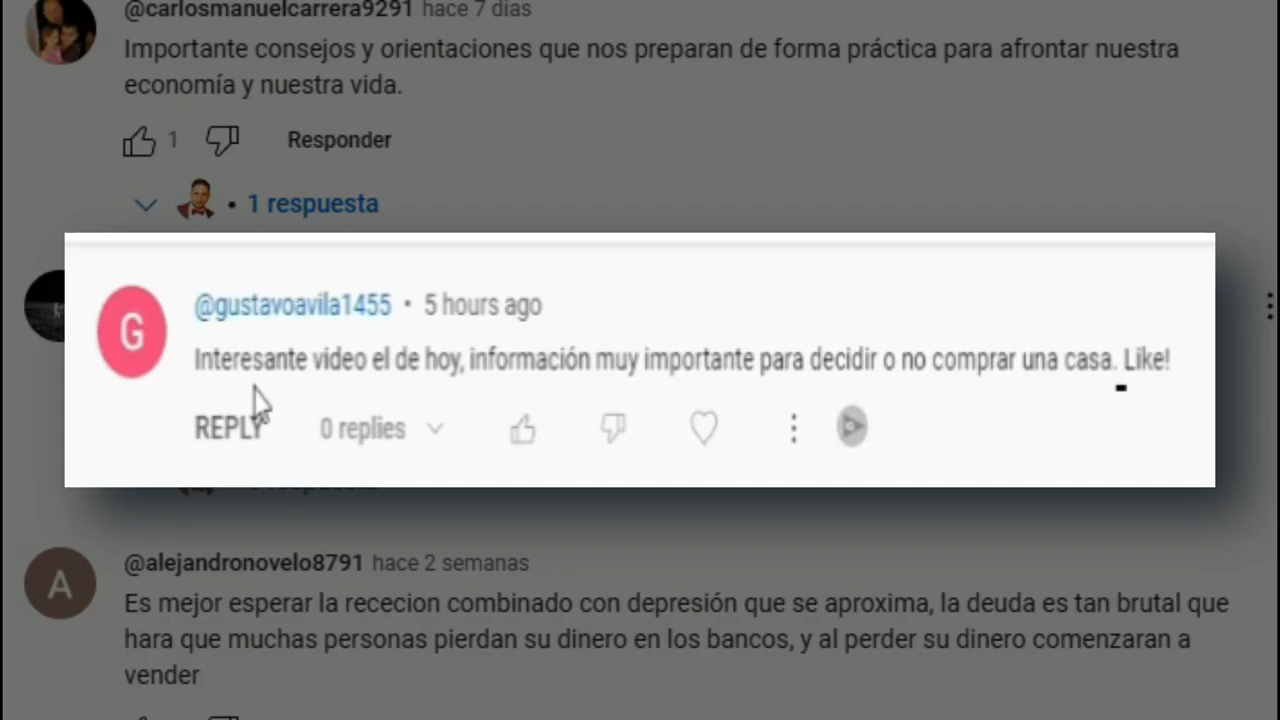 @carlosmanuelcarrera9291 hace 7 días
Importante consejos y orientaciones que nos preparan de forma práctica para afrontar nuestra
economía y nuestra vida.
1 Responder
• 1 respuesta
G
@gustavoavila1455 • 5 hours ago
Interesante video el de hoy, información muy importante para decidir o no comprar una casa. Like!
REPLY 0 replies
A
@alejandronovelo8791 hace 2 semanas
Es mejor esperar la rececion combinado con depresión que se aproxima, la deuda es tan brutal que
hara que muchas personas pierdan su dinero en los bancos, y al perder su dinero comenzaran a
vender